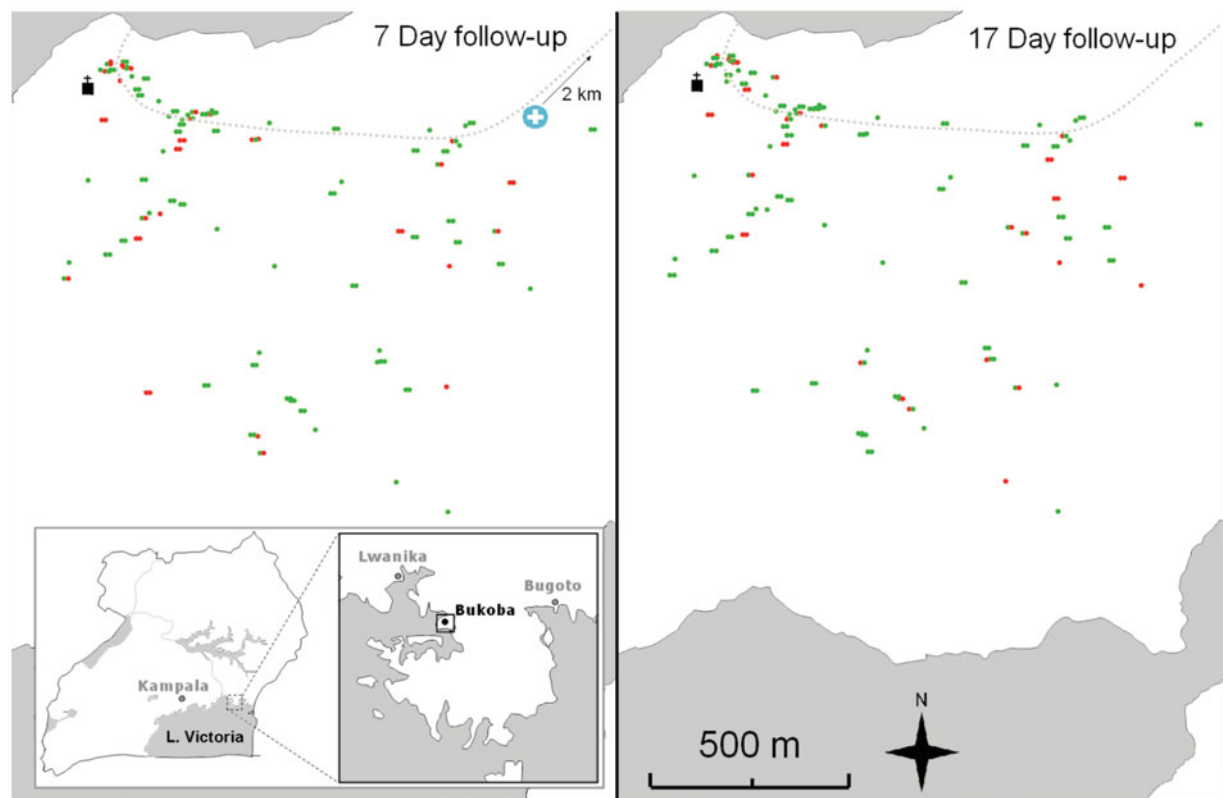 7 Day follow-up
2 km
17 Day follow-up
Lwanika
Bugoto
Bukoba
Kampala
L. Victoria
N
500 m